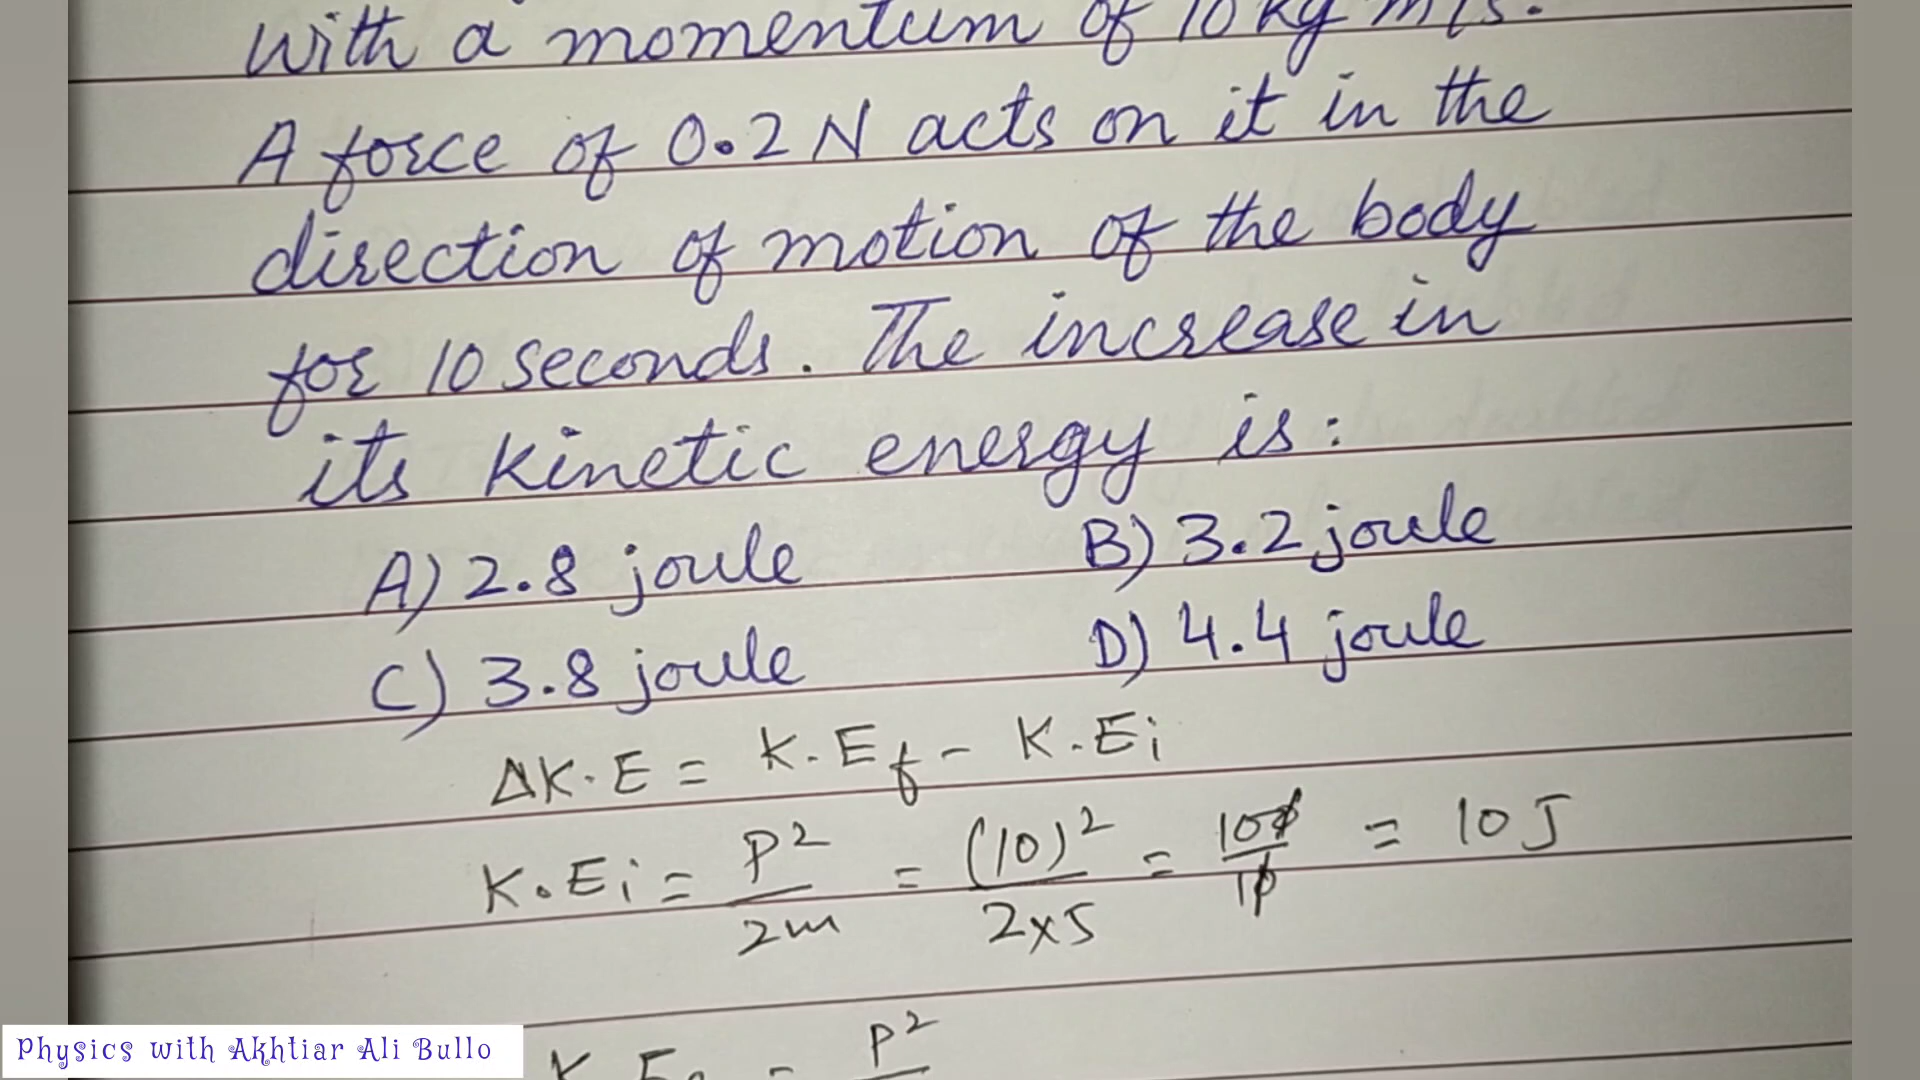 with a momentum of 10 kg m/s.
A force of 0.2 N acts on it in the
direction of motion of the body
for 10 seconds. The increase in
its kinetic energy is:
A) 2.8 joule B) 3.2 joule
C) 3.8 joule D) 4.4 joule
ΔK.E = K.Ef - K.Ei
K.Ei = P²/2m = (10)²/2x5 = 100/10 = 10 J
P²
Physics with Akhtiar Ali Bullo